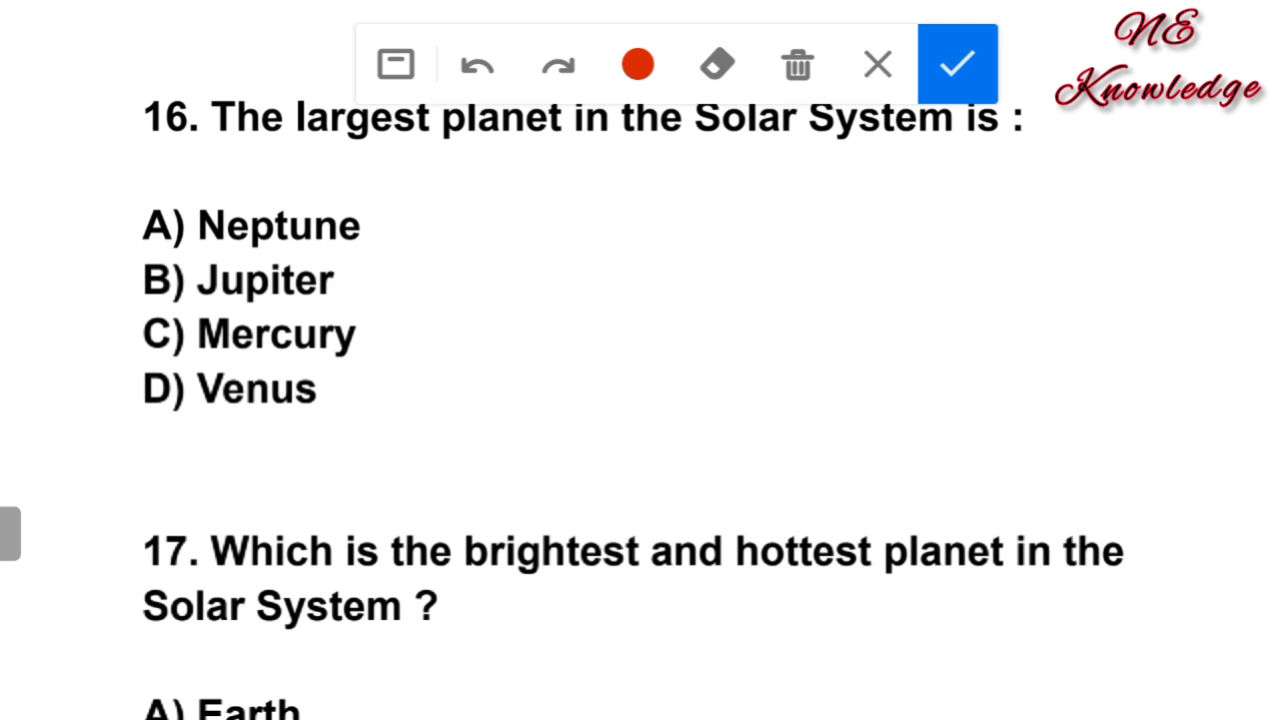 NE
Knowledge
16. The largest planet in the Solar System is :
A) Neptune
B) Jupiter
C) Mercury
D) Venus
17. Which is the brightest and hottest planet in the
Solar System ?
A) Earth